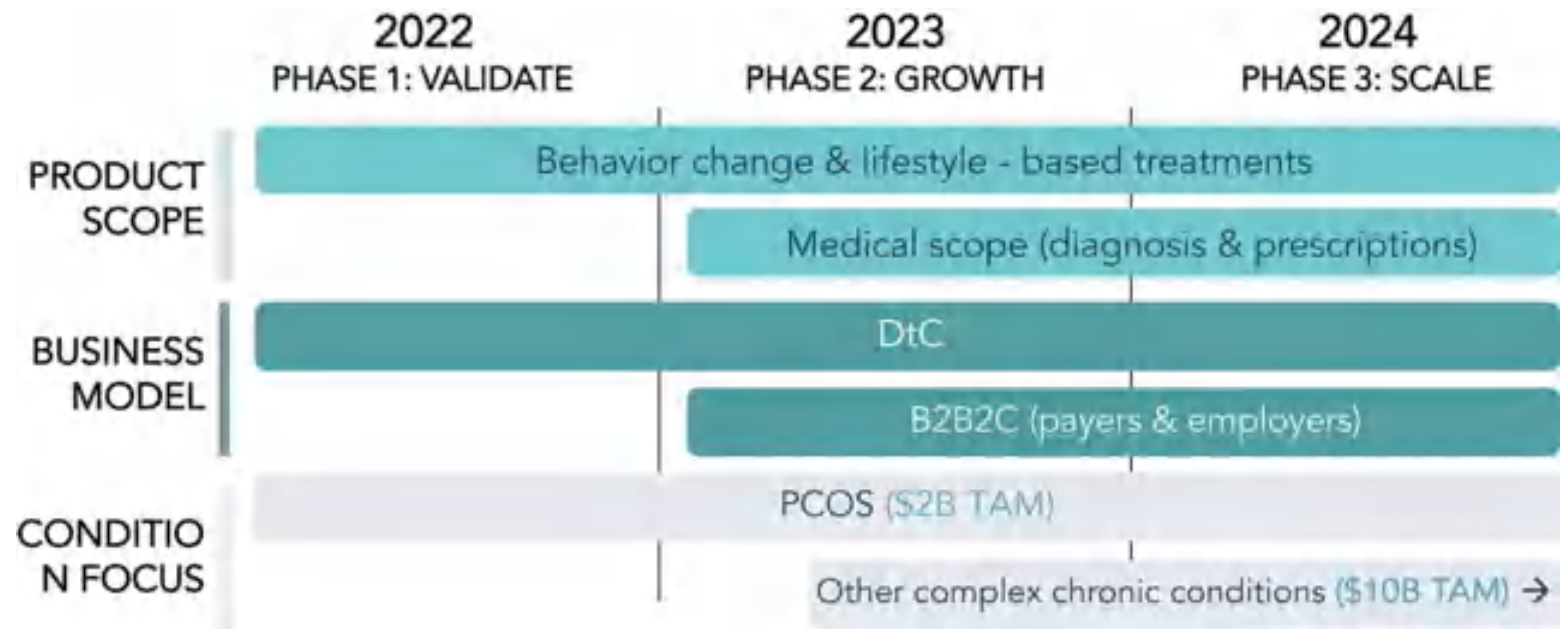 2022
PHASE 1: VALIDATE
2023
PHASE 2: GROWTH
2024
PHASE 3: SCALE
PRODUCT
SCOPE
Behavior change & lifestyle - based treatments
Medical scope (diagnosis & prescriptions)
BUSINESS
MODEL
DtC
B2B2C (payers & employers)
CONDITIO
N FOCUS
PCOS ($2B TAM)
Other complex chronic conditions ($10B TAM) →